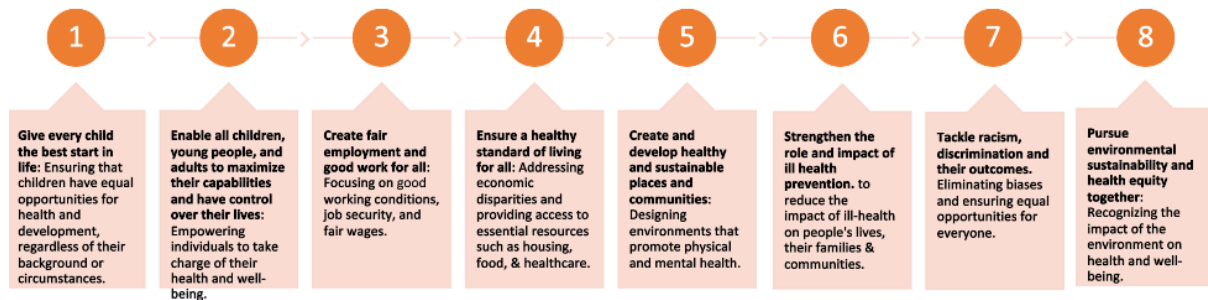 1
2
3
4
5
6
7
8
Give every child
the best start in
life: Ensuring that
children have equal
opportunities for
health and
development,
regardless of their
background or
circumstances.
Enable all children,
young people, and
adults to maximize
their capabilities
and have control
over their lives:
Empowering
individuals to take
charge of their
health and well-
being.
Create fair
employment and
good work for all:
Focusing on good
working conditions,
job security, and
fair wages.
Ensure a healthy
standard of living
for all: Addressing
economic
disparities and
providing access to
essential resources
such as housing,
food, & healthcare.
Create and
develop healthy
and sustainable
places and
communities:
Designing
environments that
promote physical
and mental health.
Strengthen the
role and impact of
ill health
prevention. to
reduce the
impact of ill-health
on people's lives,
their families &
communities.
Tackle racism,
discrimination and
their outcomes.
Eliminating biases
and ensuring equal
opportunities for
everyone.
Pursue
environmental
sustainability and
health equity
together:
Recognizing the
impact of the
environment on
health and well-
being.